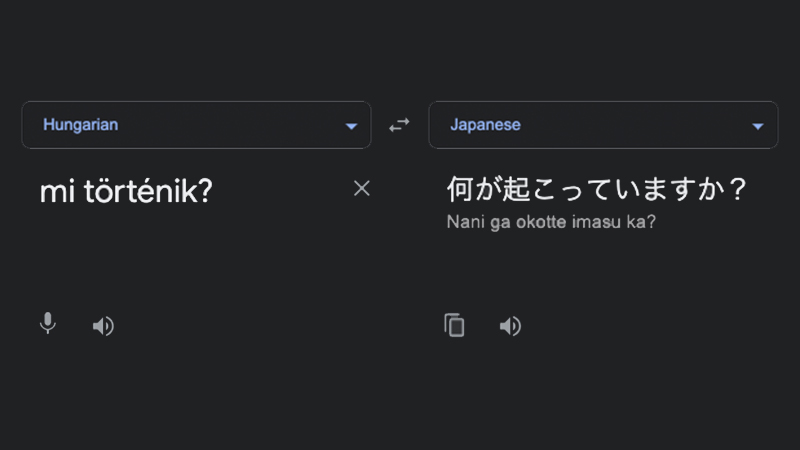 Hungarian
Japanese
mi történik?
何が起こっていますか？
Nani ga okotte imasu ka?